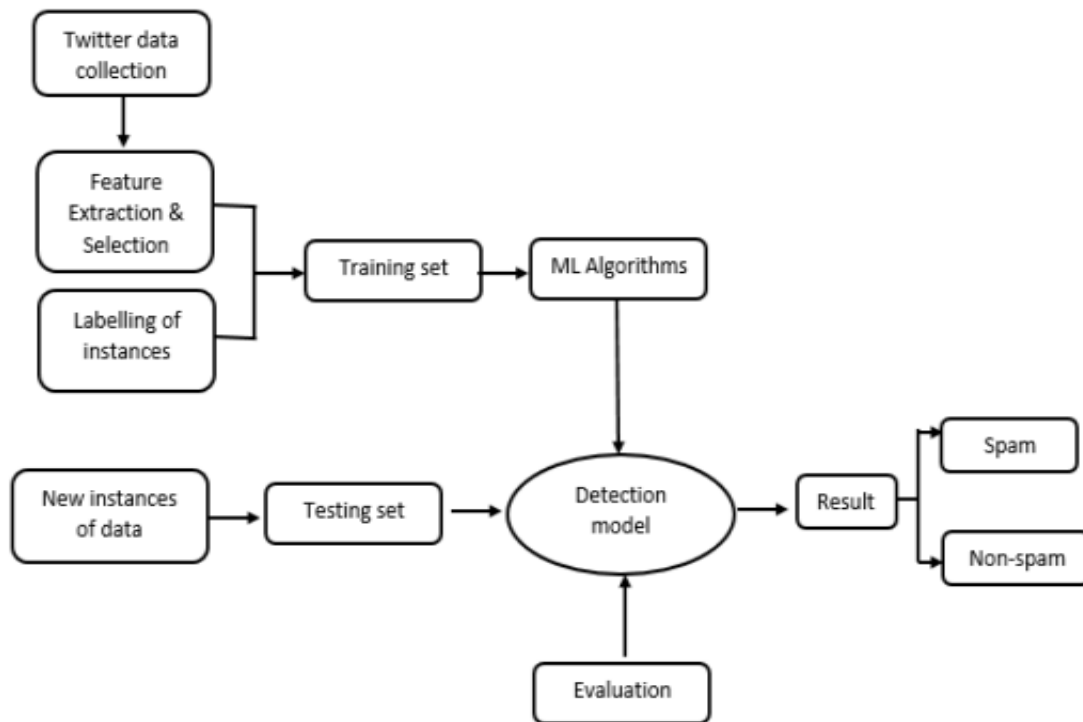 Twitter data
collection
Feature
Extraction &
Selection
Labelling of
instances
Training set
ML Algorithms
New instances
of data
Testing set
Detection
model
Result
Spam
Non-spam
Evaluation